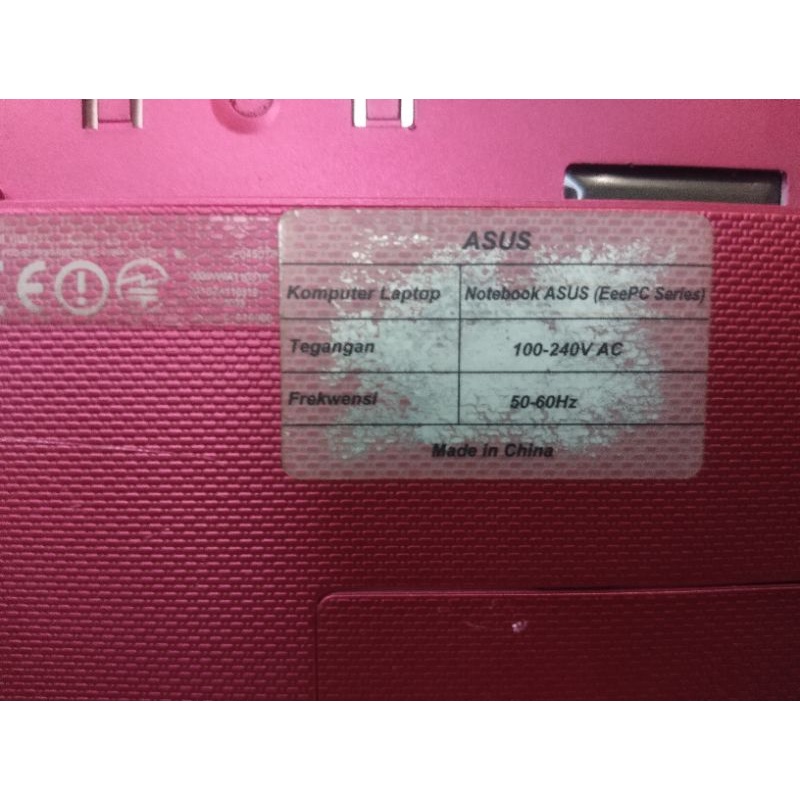 ASUS
Komputer Laptop Notebook ASUS (EeePC Series)
Tegangan 100-240V AC
Frekwensi 50-60Hz
Made in China